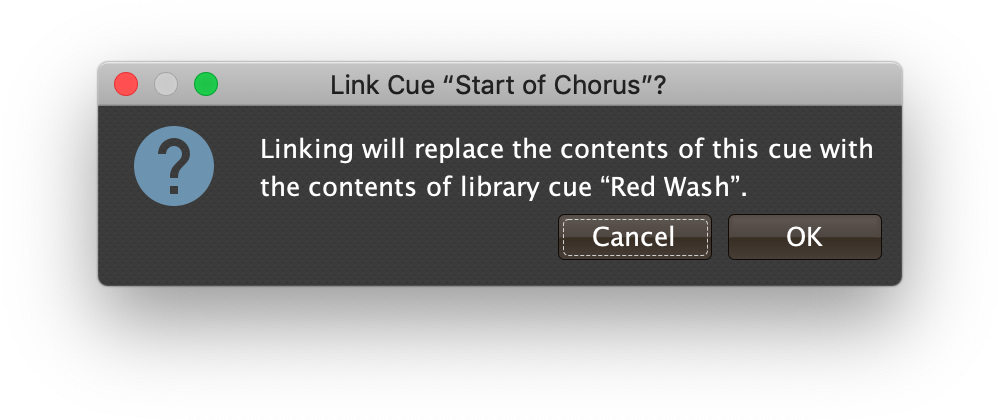 Link Cue “Start of Chorus”?
Linking will replace the contents of this cue with
the contents of library cue “Red Wash”.
Cancel OK